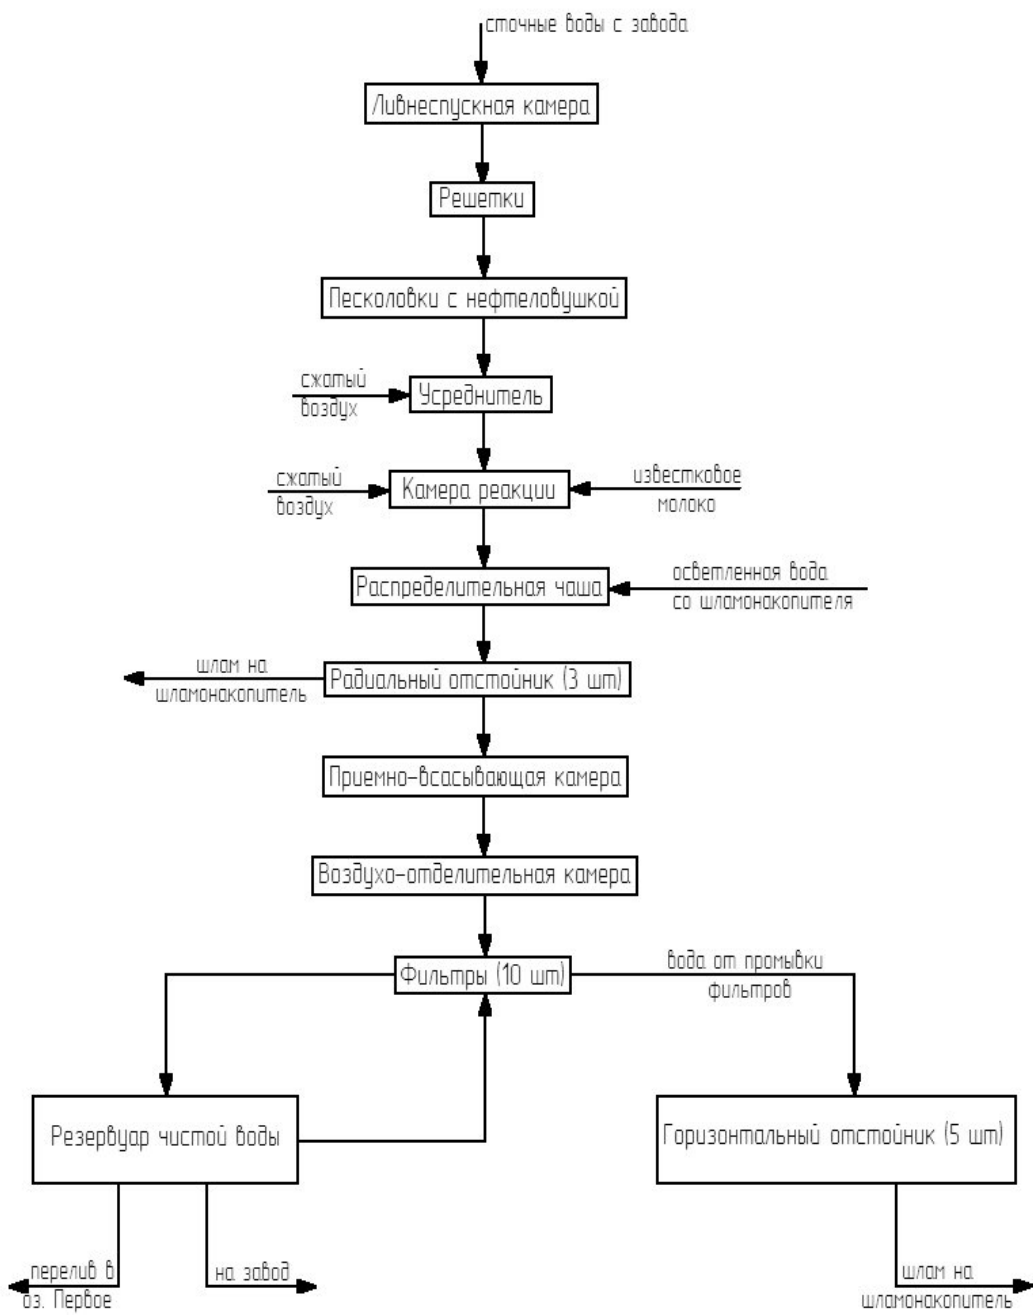 сточные воды с завода
Ливнеспускная камера
Решетки
Песколовки с нефтеловушкой
сжатый
воздух
Усреднитель
сжатый
воздух
Камера реакции
известковое
молоко
Распределительная чаша
осветленная вода
со шламонакопителя
шлам на
шламонакопитель
Радиальный отстойник (3 шт)
Приемно-всасывающая камера
Воздухо-отделительная камера
Фильтры (10 шт)
вода от промывки
фильтров
Резервуар чистой воды
Горизонтальный отстойник (5 шт)
перелив в
оз. Первое
на завод
шлам на
шламонакопитель